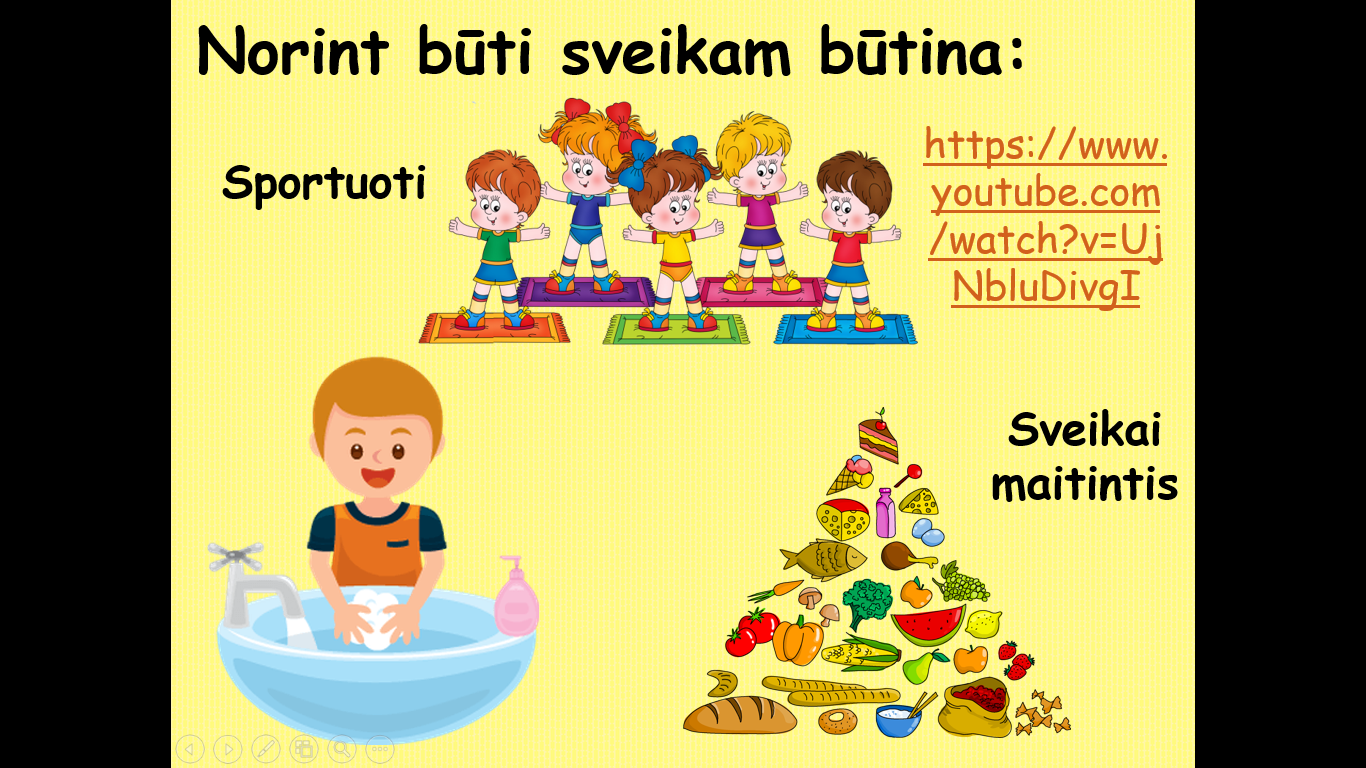 Norint būti sveikam būtina:
Sportuoti
https://www.
youtube.com
/watch?v=Uj
NbluDivgI
Sveikai
maitintis